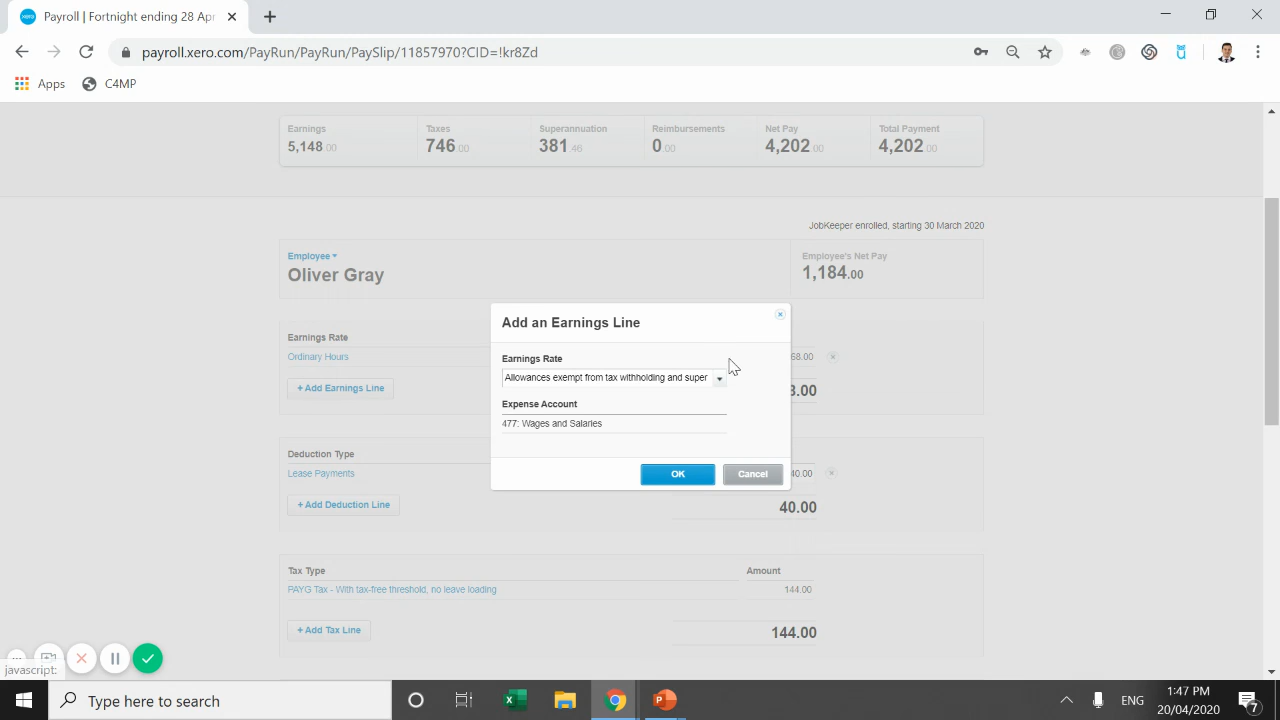 Payroll | Fortnight ending 28 Apr
payroll.xero.com/PayRun/PayRun/PaySlip/11857970?CID=!kr8Zd
Apps
C4MP
Earnings Taxes Superannuation Reimbursements Net Pay Total Payment
5,148.00 746.00 381.46 0.00 4,202.00 4,202.00
JobKeeper enrolled, starting 30 March 2020
Employee
Oliver Gray
Employee's Net Pay
1,184.00
Add an Earnings Line
Earnings Rate
Ordinary Hours
68.00
+ Add Earnings Line
8.00
Earnings Rate
Allowances exempt from tax withholding and super
Expense Account
477: Wages and Salaries
OK
Cancel
Deduction Type
Lease Payments
40.00
+ Add Deduction Line
40.00
Tax Type
Amount
PAYG Tax - With tax-free threshold, no leave loading
144.00
+ Add Tax Line
144.00
javascript:
Type here to search
ENG
1:47 PM
20/04/2020
7